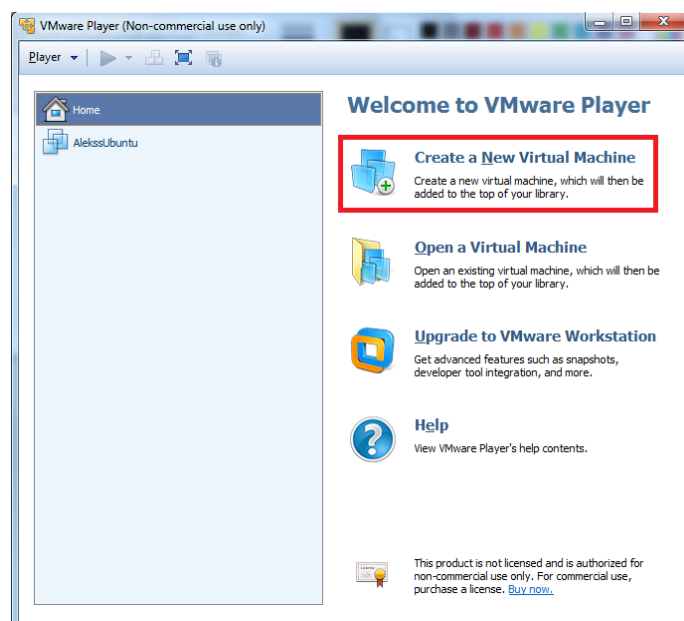 VMware Player (Non-commercial use only)
Player
Home
AlekssUbuntu
Welcome to VMware Player
Create a New Virtual Machine
Create a new virtual machine, which will then be
added to the top of your library.
Open a Virtual Machine
Open an existing virtual machine, which will then be
added to the top of your library.
Upgrade to VMware Workstation
Get advanced features such as snapshots,
developer tool integration, and more.
Help
View VMware Player's help contents.
This product is not licensed and is authorized for
non-commercial use only. For commercial use,
purchase a license. Buy now.